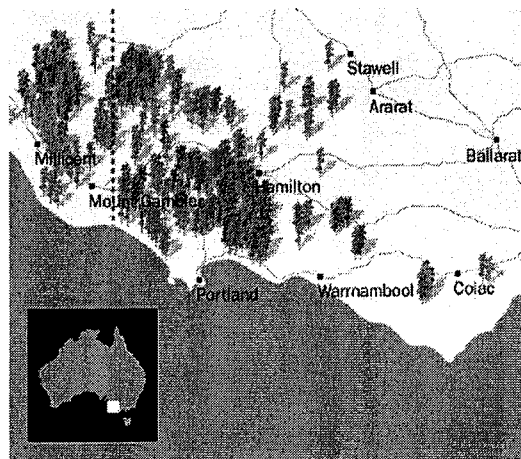 Stawell
Ararat
Ballarat
Millicent
Hamilton
Mount Gambier
Portland
Warrnambool
Colac